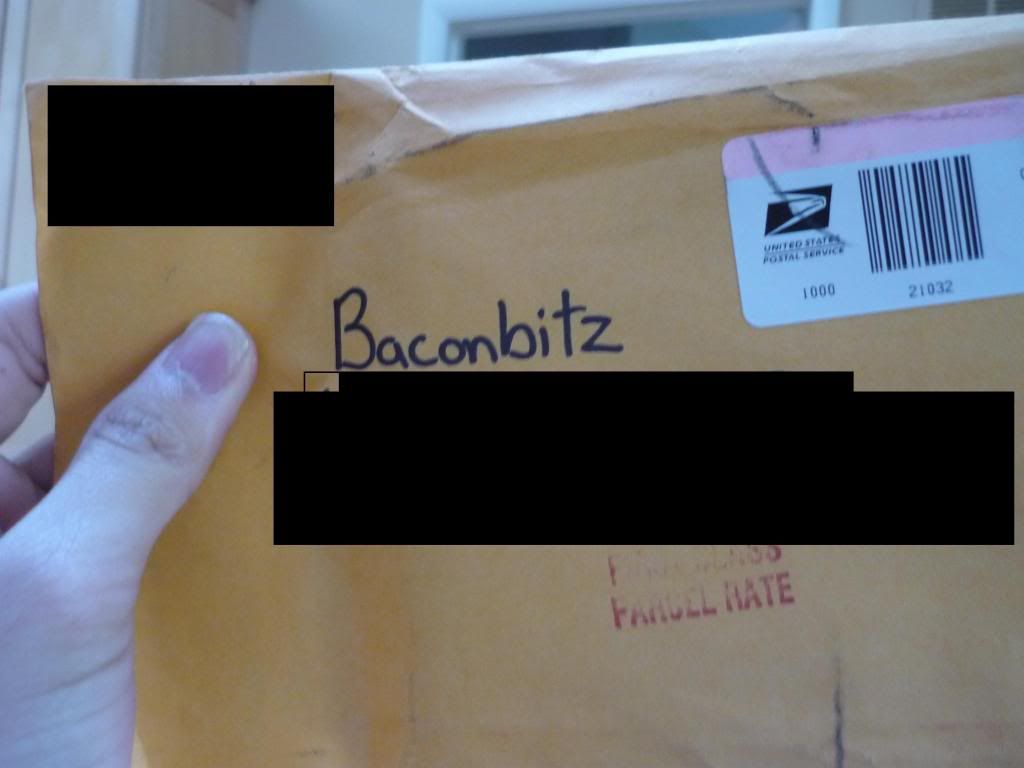 UNITED STATES
POSTAL SERVICE
1000 21032
Baconbitz
PARCEL RATE